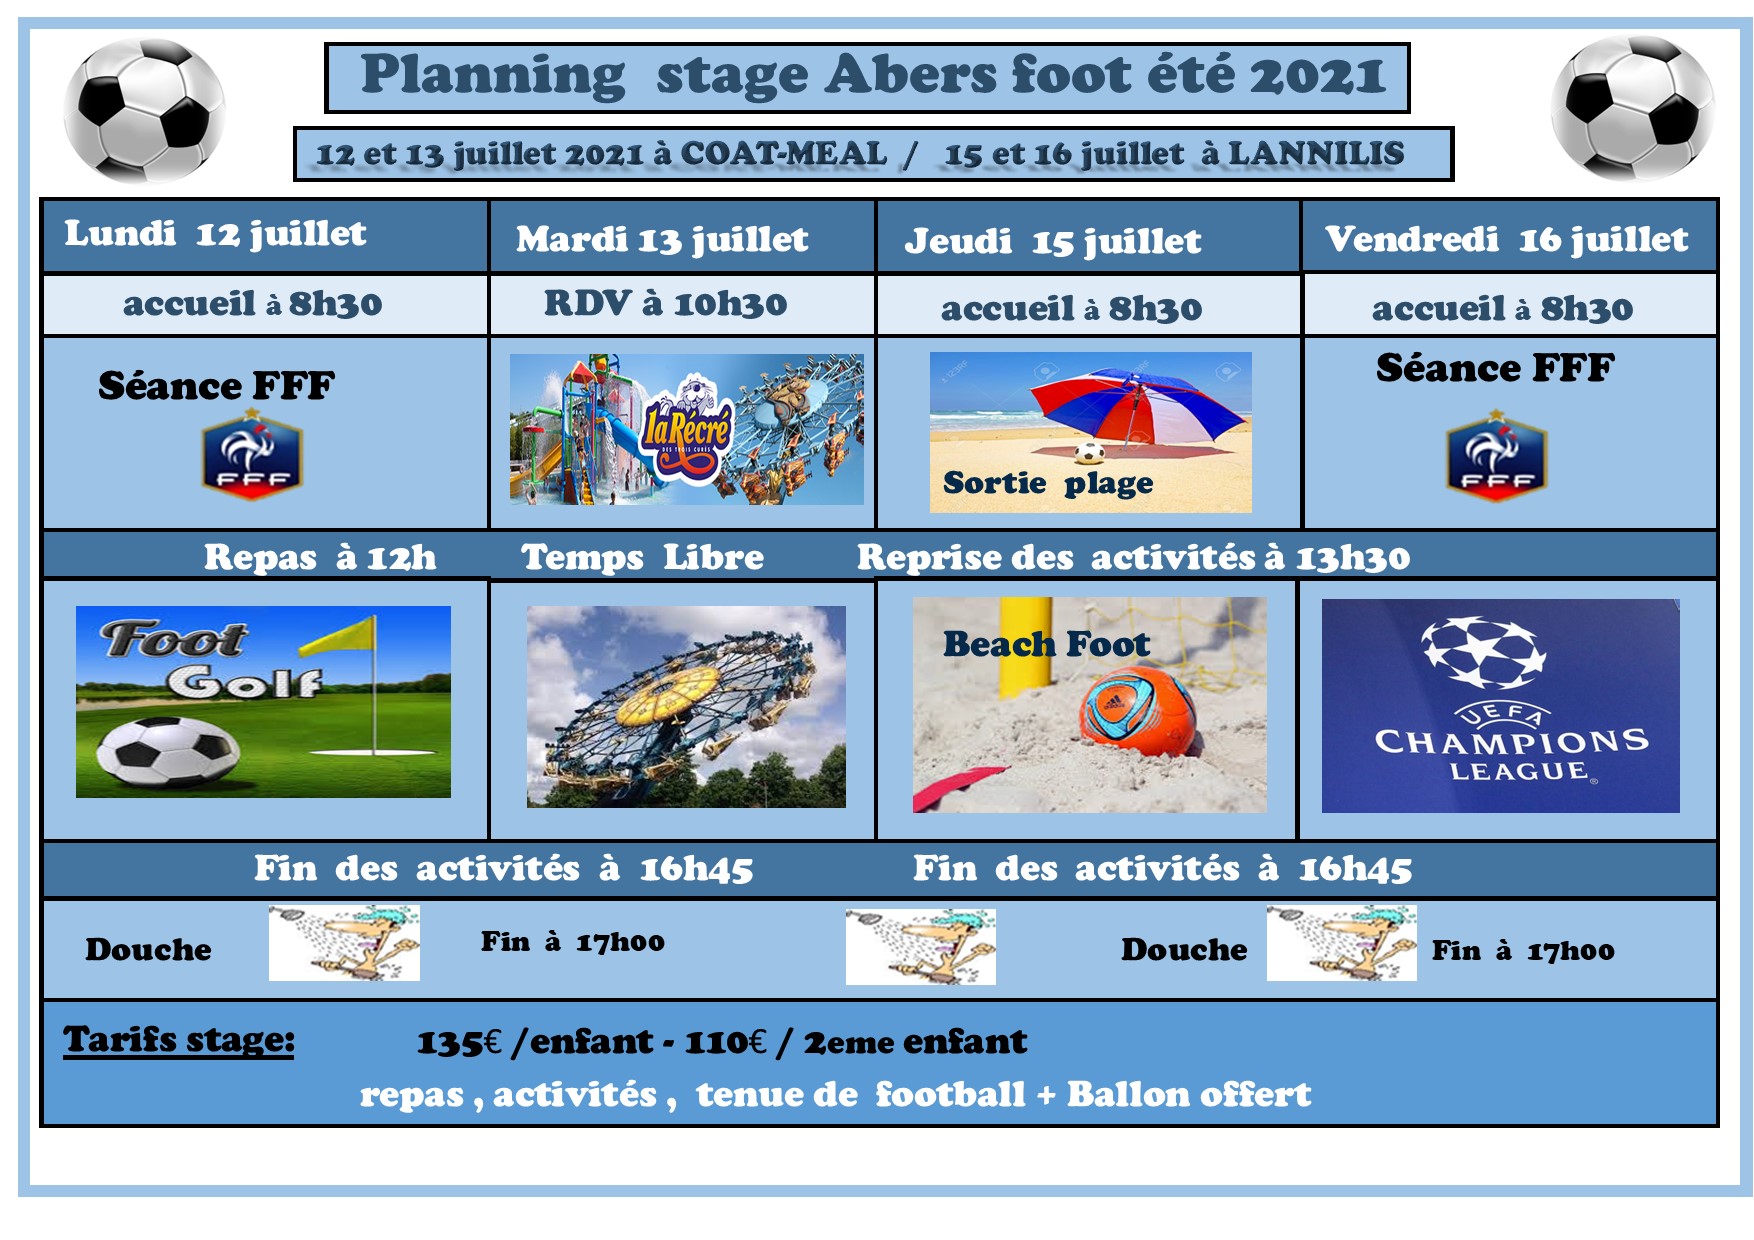 Planning stage Abers foot été 2021
12 et 13 juillet 2021 à COAT-MEAL / 15 et 16 juillet à LANNILIS
Lundi 12 juillet
Mardi 13 juillet
Jeudi 15 juillet
Vendredi 16 juillet
accueil à 8h30
RDV à 10h30
accueil à 8h30
accueil à 8h30
Séance FFF
FFF
la Récré
DES TROIS CURÉS
123RF
Sortie plage
Séance FFF
FFF
Repas à 12h Temps Libre Reprise des activités à 13h30
Foot
Golf
Beach Foot
adidas
UEFA
CHAMPIONS
LEAGUE
Fin des activités à 16h45 Fin des activités à 16h45
Douche Fin à 17h00 Douche Fin à 17h00
Tarifs stage: 135€ /enfant - 110€ / 2eme enfant
repas , activités , tenue de football + Ballon offert